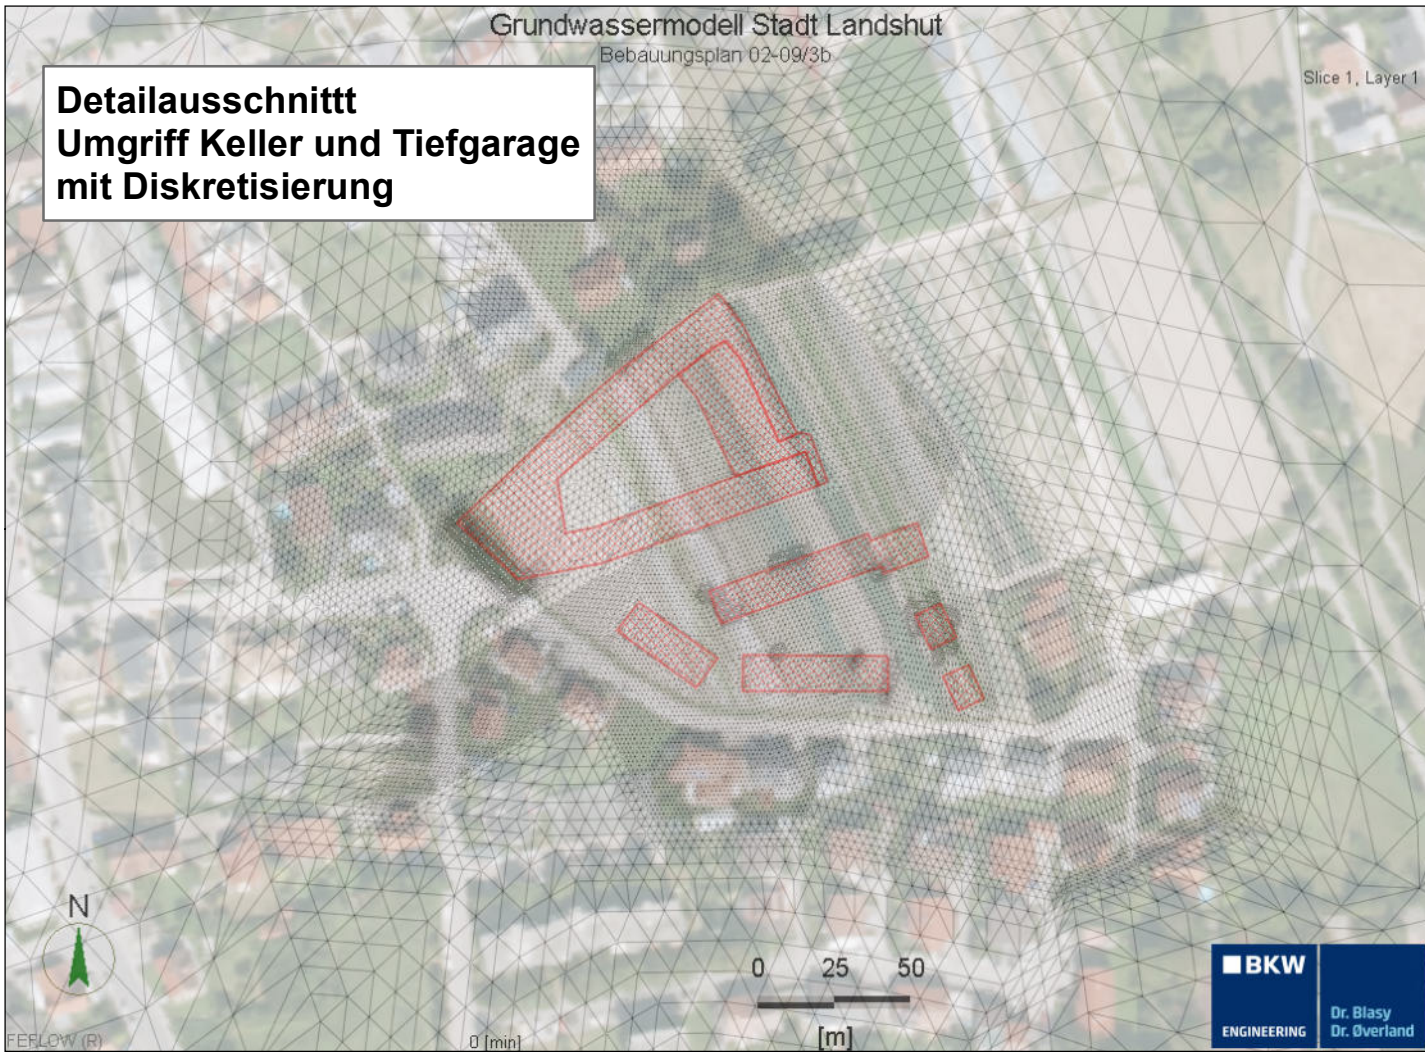 Grundwassermodell Stadt Landshut
Bebauungsplan 02-09/3b
Slice 1, Layer 1
Detailausschnittt
Umgriff Keller und Tiefgarage
mit Diskretisierung
N
0 25 50
[m]
BKW
ENGINEERING
Dr. Blasy
Dr. Øverland
FEFLOW (R)
0 [min]